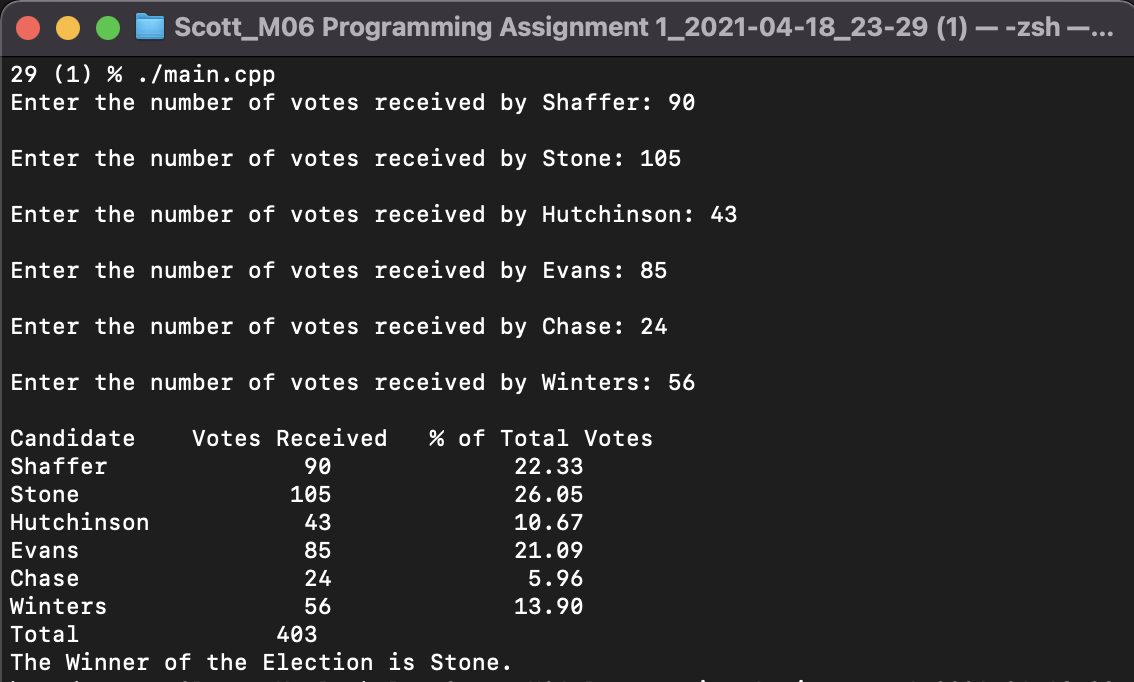 Scott_M06 Programming Assignment 1_2021-04-18_23-29 (1) — -zsh —...
29 (1) % ./main.cpp
Enter the number of votes received by Shaffer: 90
Enter the number of votes received by Stone: 105
Enter the number of votes received by Hutchinson: 43
Enter the number of votes received by Evans: 85
Enter the number of votes received by Chase: 24
Enter the number of votes received by Winters: 56
Candidate    Votes Received   % of Total Votes
Shaffer              90             22.33
Stone               105             26.05
Hutchinson           43             10.67
Evans                85             21.09
Chase                24              5.96
Winters              56             13.90
Total              403
The Winner of the Election is Stone.